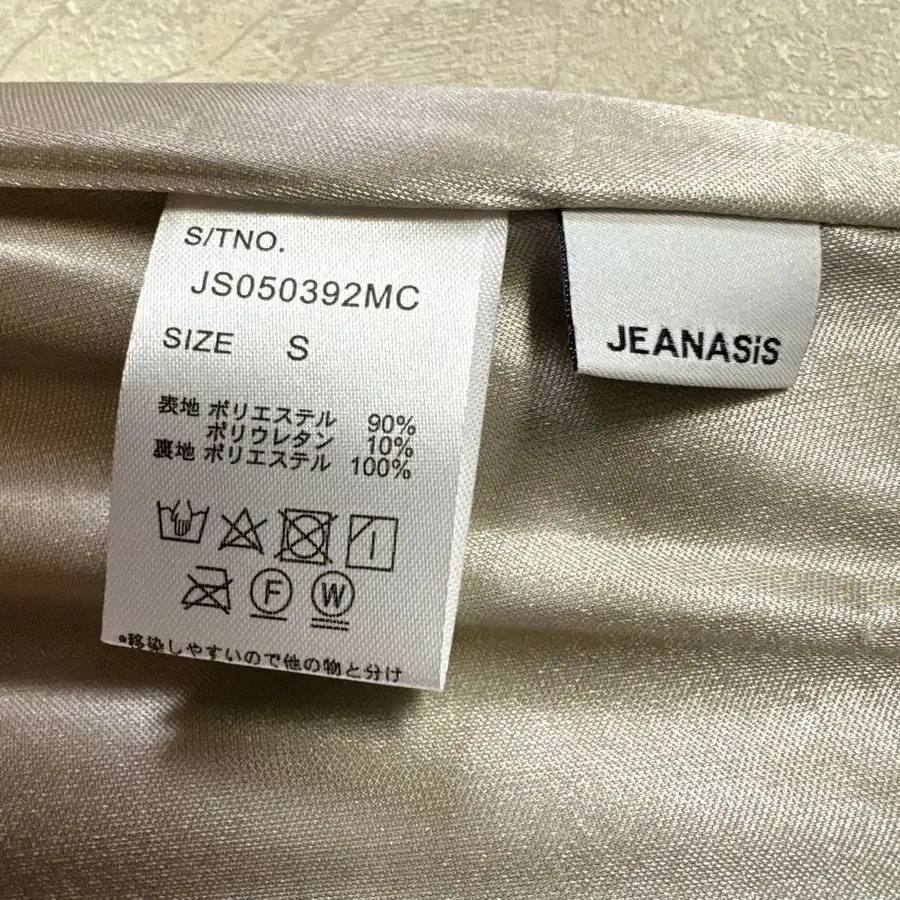 S/TNO.
JS050392MC
SIZE S
表地 ポリエステル 90%
ポリウレタン 10%
裏地 ポリエステル 100%
F W
●移染しやすいので他の物と分け
JEANASiS